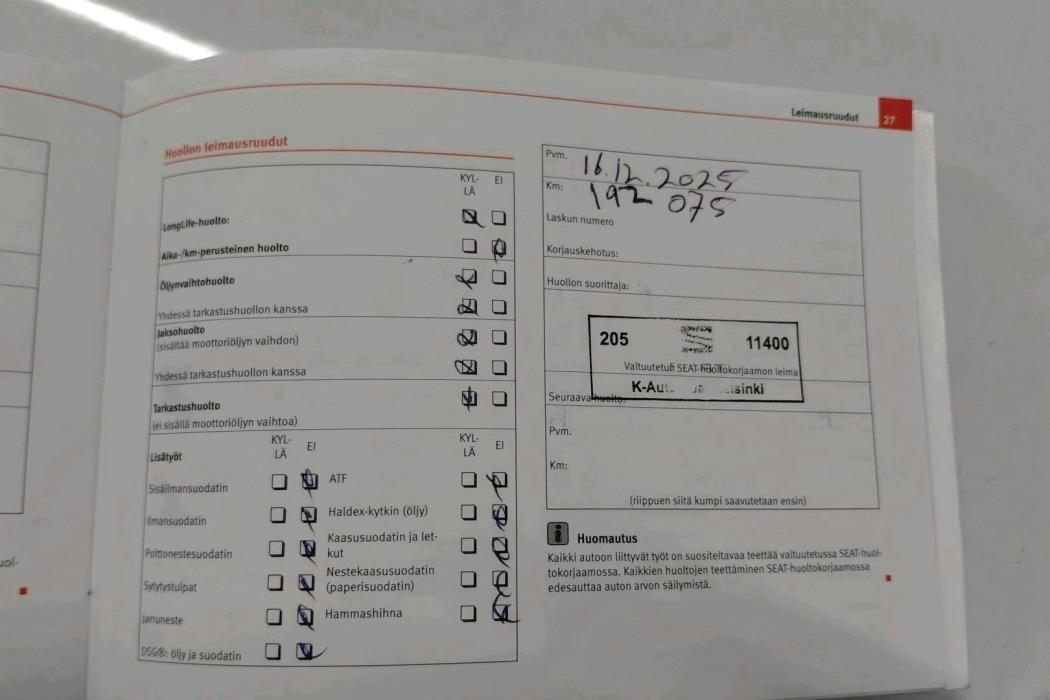 Leimausruudut 27
Huollon leimausruudut
KYL-
LÄ EI
LongLife-huolto:
Aika-/km-perusteinen huolto
Öljynvaihtohuolto
Yhdessä tarkastushuollon kanssa
Jaksohuolto
(sisältää moottoriöljyn vaihdon)
Yhdessä tarkastushuollon kanssa
Tarkastushuolto
(ei sisällä moottoriöljyn vaihtoa)
Lisätyöt
KYL-
LÄ EI
KYL-
LÄ EI
Sisäilmansuodatin
ATF
Ilmansuodatin
Haldex-kytkin (öljy)
Polttonestesuodatin
Kaasusuodatin ja let-
kut
Sytytystulpat
Nestekaasusuodatin
(paperisuodatin)
Jarruneste
Hammashihna
DSG®: öljy ja suodatin
Pvm. 16.12.2025
Km: 192 075
Laskun numero
Korjauskehotus:
Huollon suorittaja:
205 11400
Valtuutetun SEAT-huoltokorjaamon leima
Seuraava huolto:
Pvm.
Km:
(riippuen siitä kumpi saavutetaan ensin)
Huomautus
Kaikki autoon liittyvät työt on suositeltavaa teettää valtuutetussa SEAT-huol-
tokorjaamossa. Kaikkien huoltojen teettäminen SEAT-huoltokorjaamossa
edesauttaa auton arvon säilymistä.